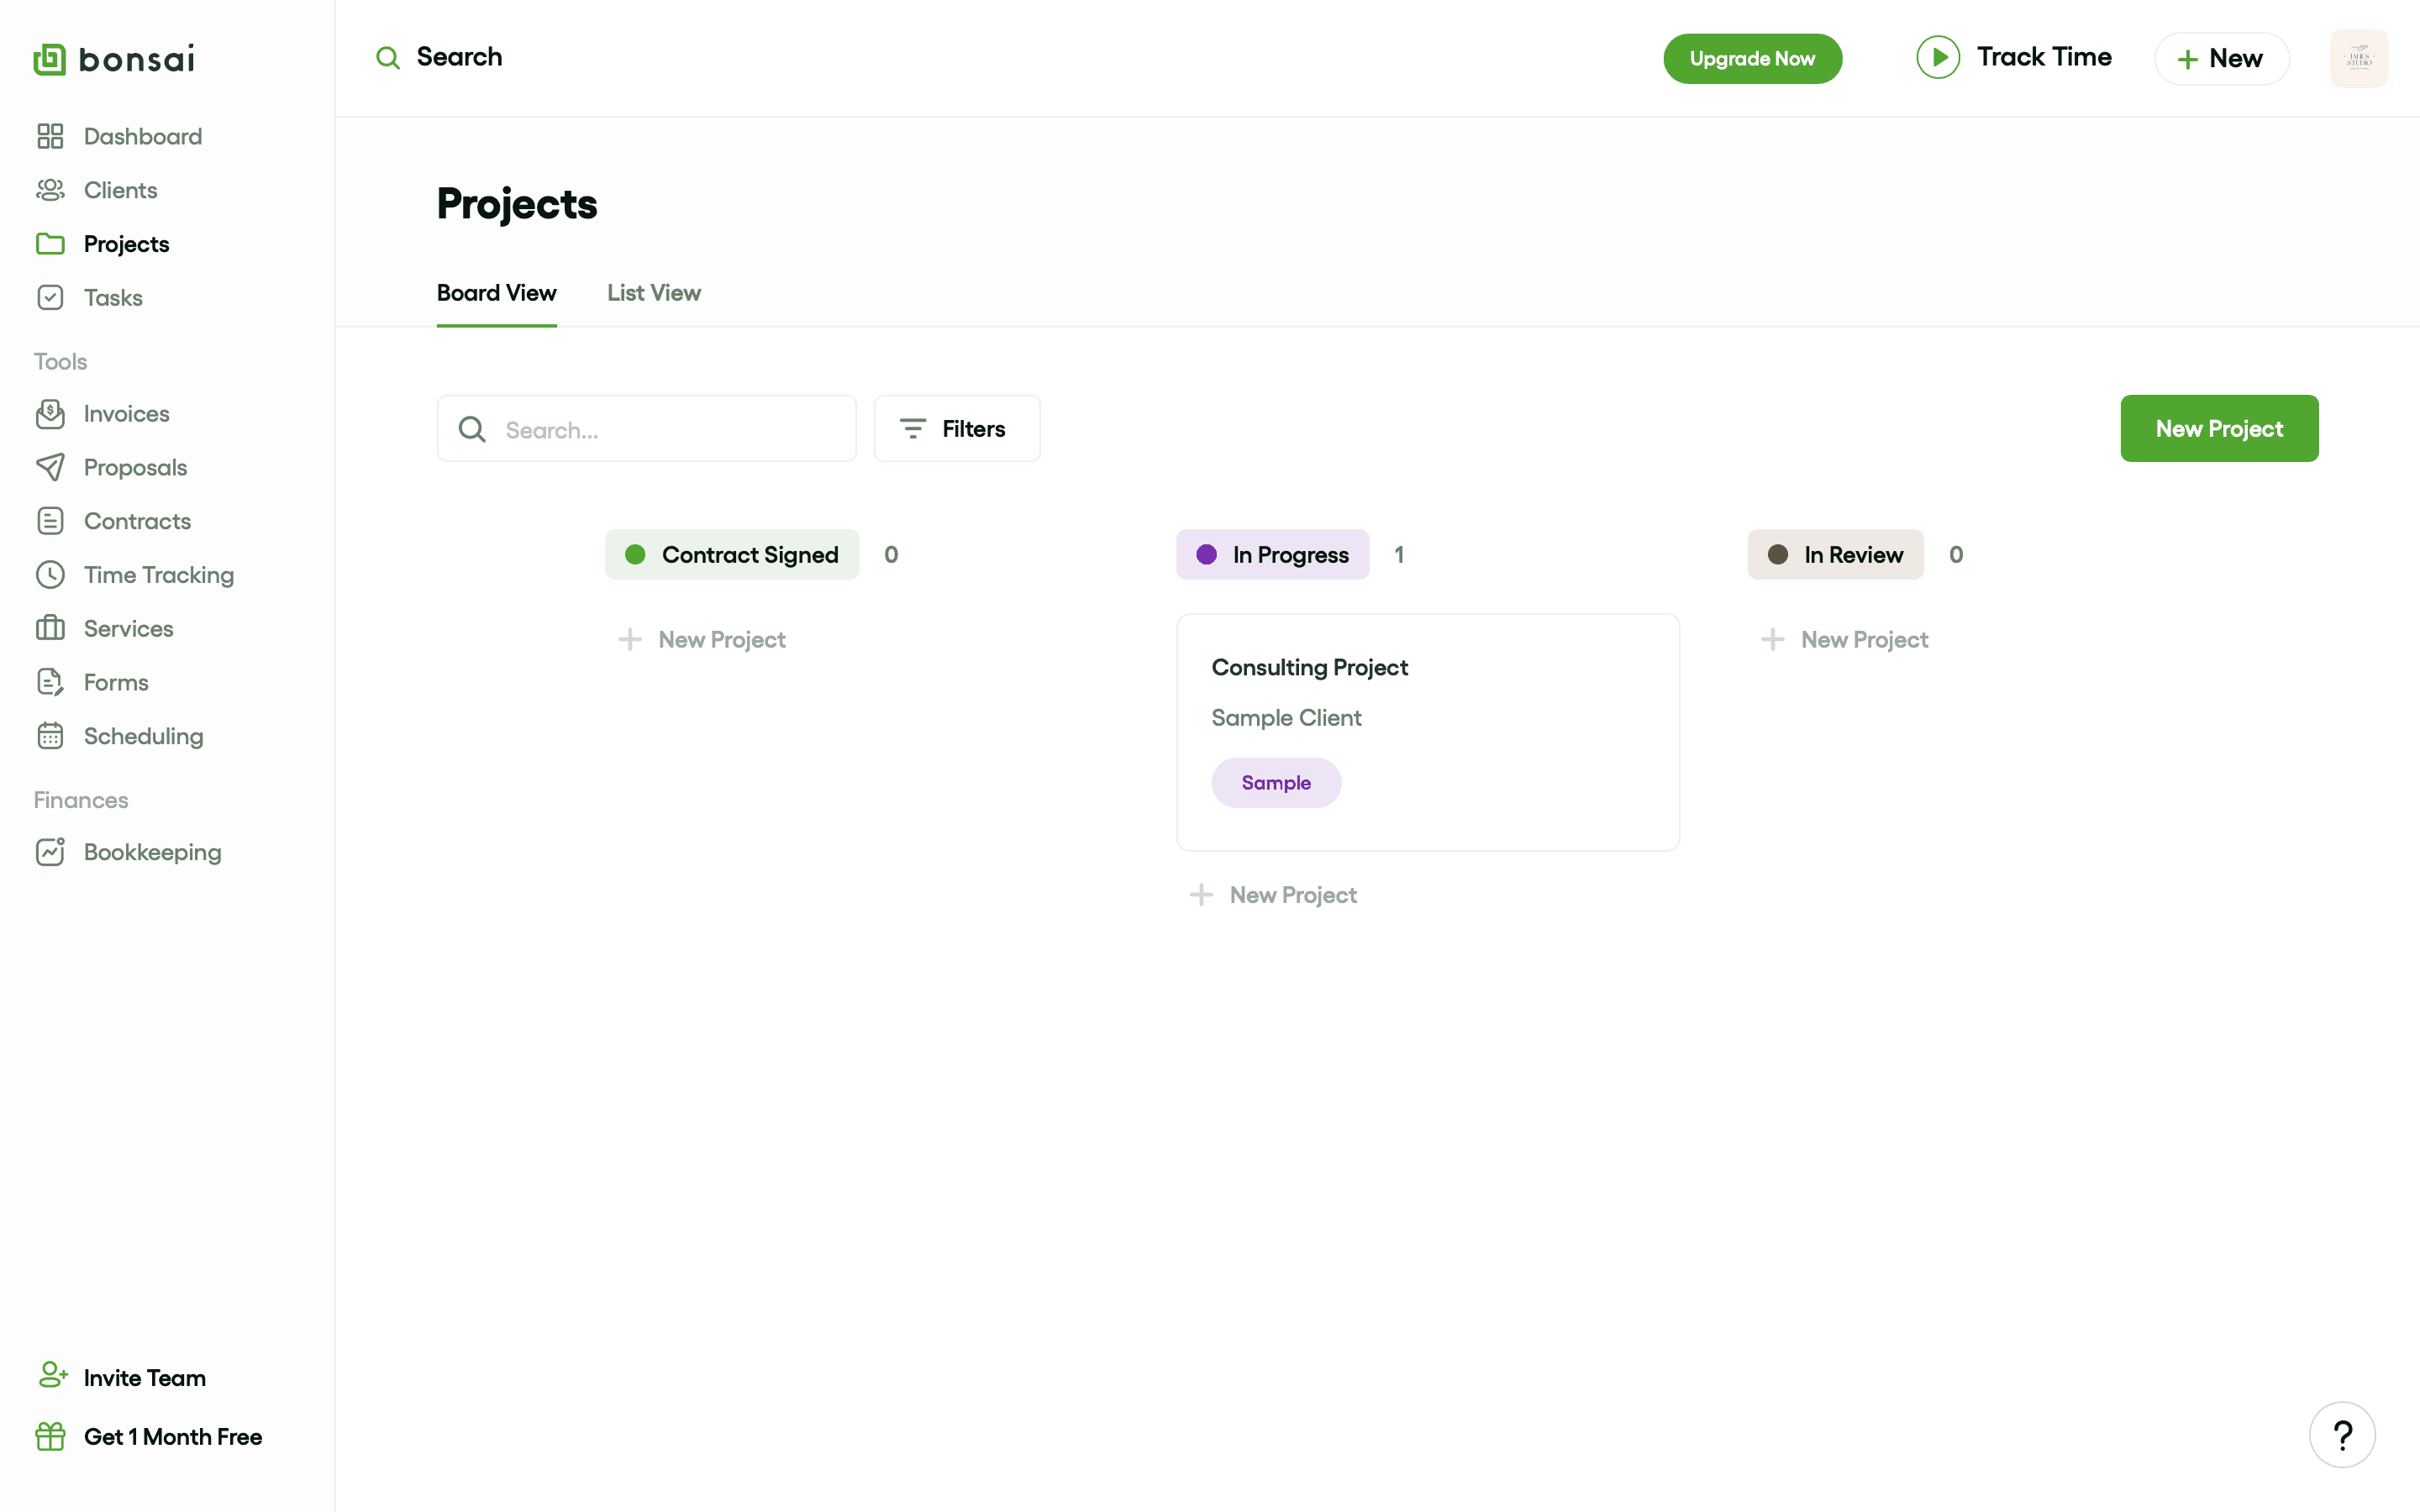 bonsai
Search
Upgrade Now
Track Time
New
JADE'S
STUDIO
Dashboard
Clients
Projects
Tasks
Tools
Invoices
Proposals
Contracts
Time Tracking
Services
Forms
Scheduling
Finances
Bookkeeping
Invite Team
Get 1 Month Free
Projects
Board View
List View
Search...
Filters
New Project
Contract Signed 0
New Project
In Progress 1
Consulting Project
Sample Client
Sample
New Project
In Review 0
New Project
?